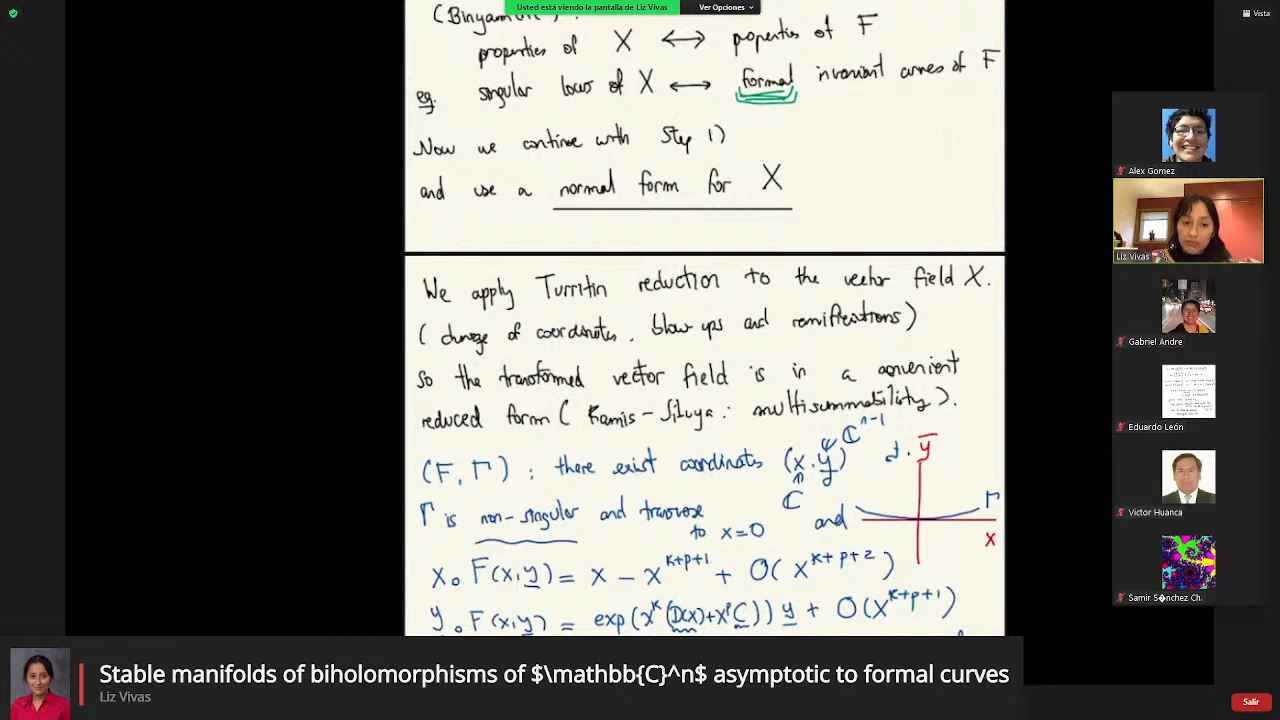 Usted está viendo la pantalla de Liz Vivas
Ver Opciones
Vista
properties of X ↔ properties of F
eg. singular locus of X ↔ formal invariant curves of F
Now we continue with Step 1)
and use a normal form for X
We apply Turritin reduction to the vector field X.
(change of coordinates, blow ups and ramifications)
so the transformed vector field is in a convenient
reduced form (Ramis-Sibuya: multisummability).
(F, Γ) : there exist coordinates (x, y)
ℂ^{n-1}
ℂ
Γ is non-singular and transverse
to x=0
and
y
Γ
x
x∘F(x,y) = x - x^{k+p+1} + O(x^{k+p+2})
y∘F(x,y) = exp(x^k(D(x)+x^pC)) y + O(x^{k+p+1})
Alex Gomez
Liz Vivas
Gabriel Andre
Eduardo León
Victor Huanca
Samir S�nchez Ch.
Stable manifolds of biholomorphisms of $\mathbb{C}^n$ asymptotic to formal curves
Liz Vivas
Salir